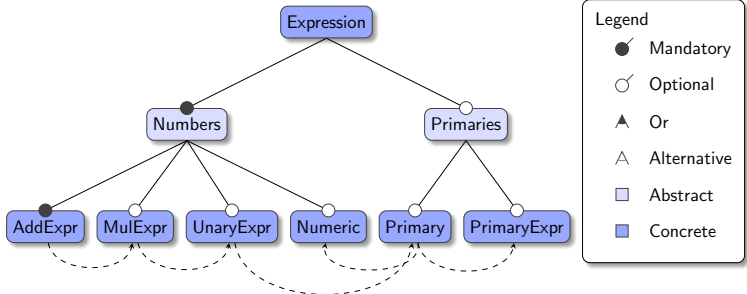 Expression
Legend
Mandatory
Optional
Numbers
Primaries
Or
Alternative
Abstract
AddExpr
MulExpr
UnaryExpr
Numeric
Primary
PrimaryExpr
Concrete